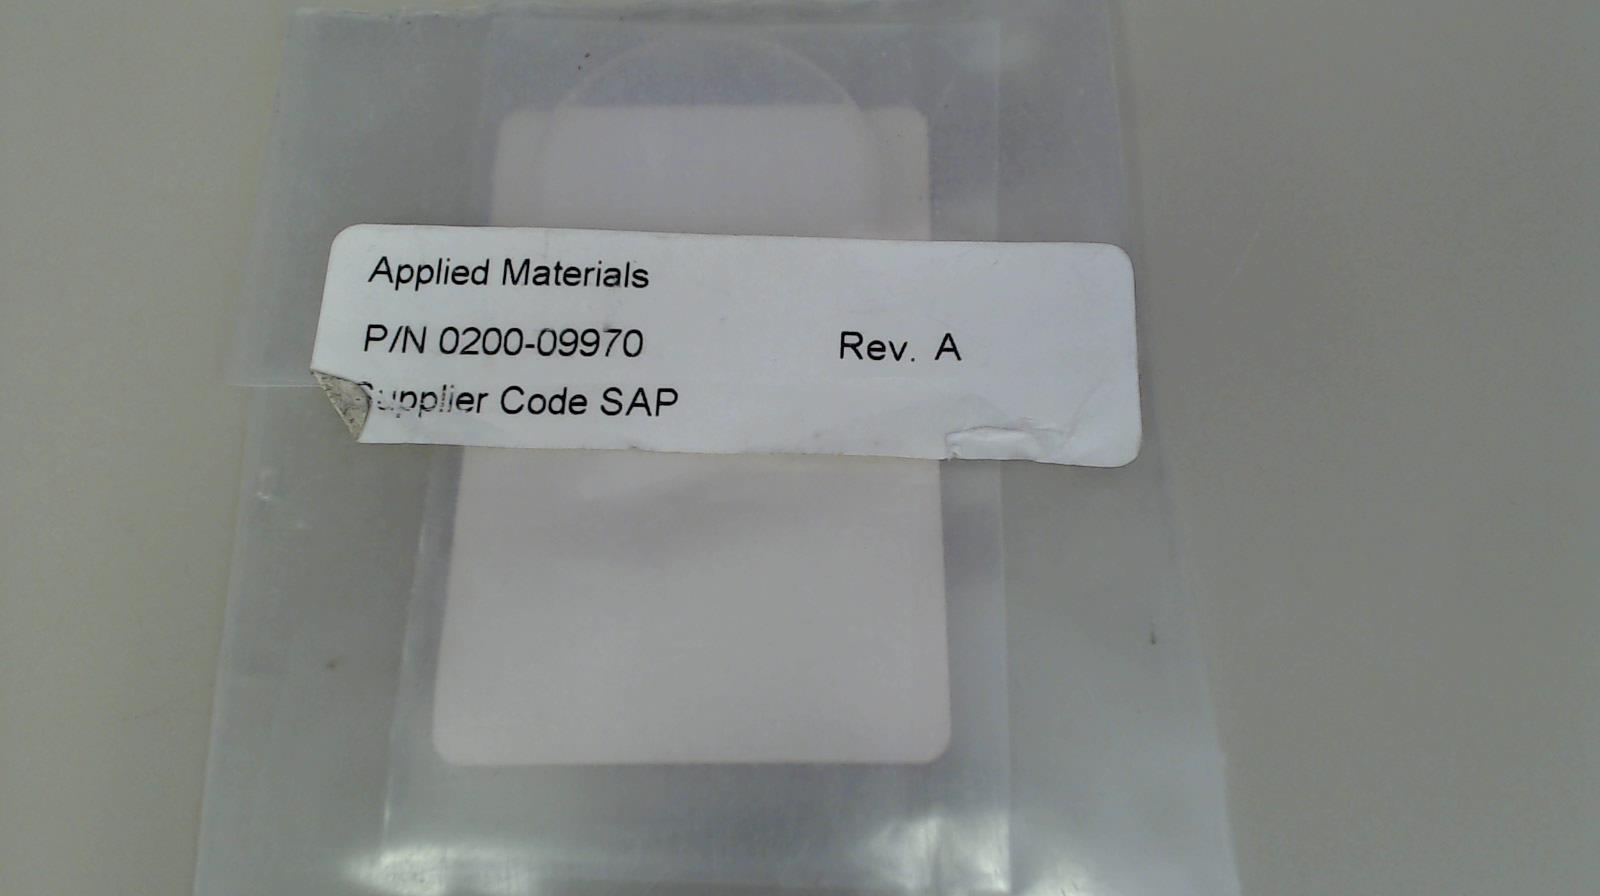 Applied Materials
P/N 0200-09970 Rev. A
Supplier Code SAP